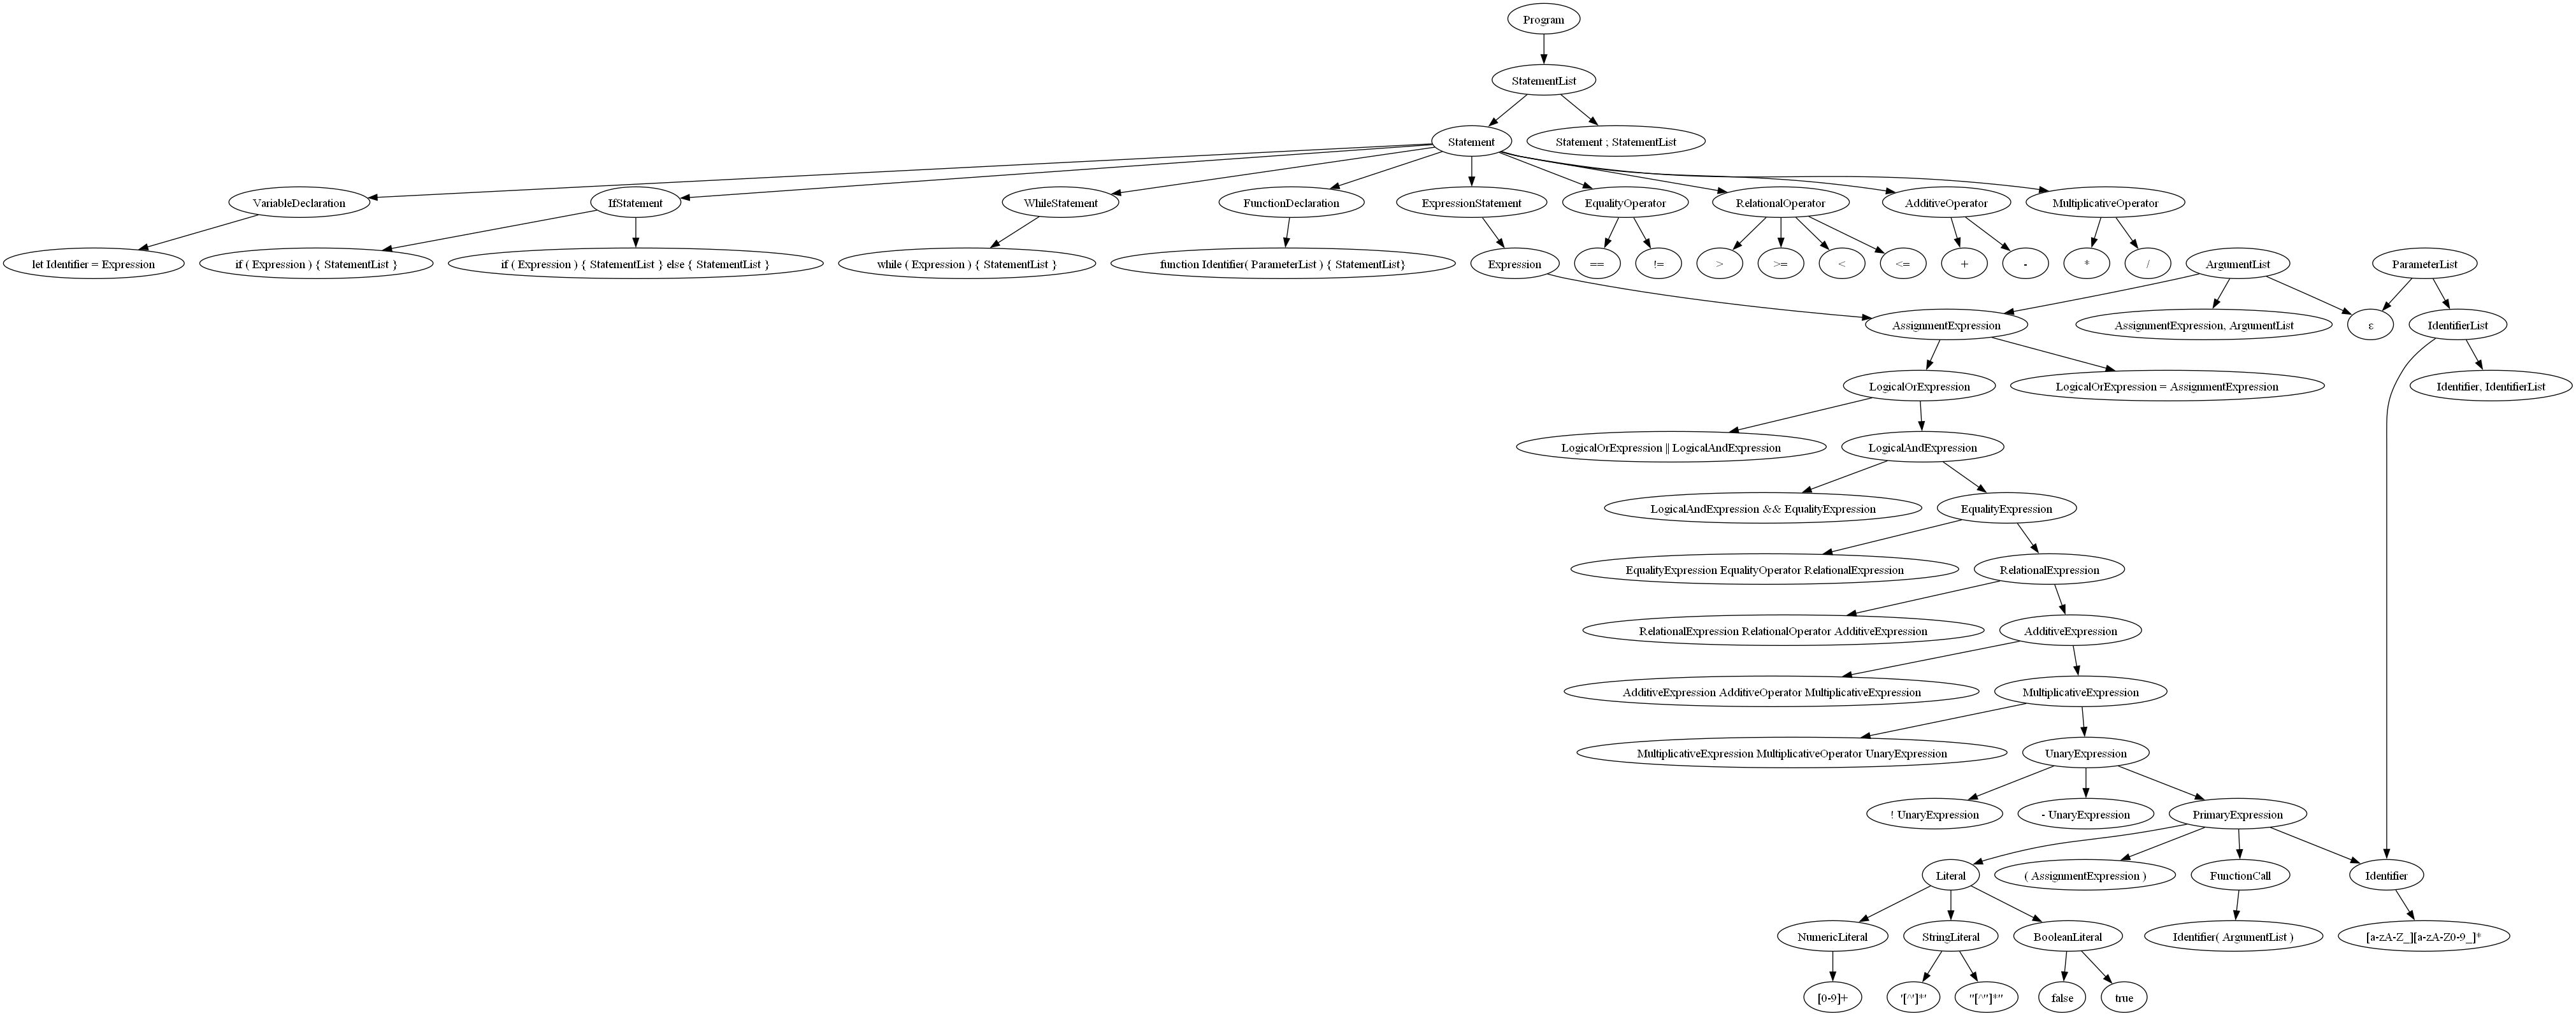 Program
StatementList
Statement
Statement ; StatementList
VariableDeclaration
IfStatement
WhileStatement
FunctionDeclaration
ExpressionStatement
EqualityOperator
RelationalOperator
AdditiveOperator
MultiplicativeOperator
let Identifier = Expression
if ( Expression ) { StatementList }
if ( Expression ) { StatementList } else { StatementList }
while ( Expression ) { StatementList }
function Identifier( ParameterList ) { StatementList}
Expression
==
!=
>
>=
<
<=
+
-
*
/
ArgumentList
ParameterList
AssignmentExpression
AssignmentExpression, ArgumentList
ε
IdentifierList
LogicalOrExpression
LogicalOrExpression = AssignmentExpression
Identifier, IdentifierList
LogicalOrExpression || LogicalAndExpression
LogicalAndExpression
LogicalAndExpression && EqualityExpression
EqualityExpression
EqualityExpression EqualityOperator RelationalExpression
RelationalExpression
RelationalExpression RelationalOperator AdditiveExpression
AdditiveExpression
AdditiveExpression AdditiveOperator MultiplicativeExpression
MultiplicativeExpression
MultiplicativeExpression MultiplicativeOperator UnaryExpression
UnaryExpression
! UnaryExpression
- UnaryExpression
PrimaryExpression
Literal
( AssignmentExpression )
FunctionCall
Identifier
NumericLiteral
StringLiteral
BooleanLiteral
Identifier( ArgumentList )
[a-zA-Z_][a-zA-Z0-9_]*
[0-9]+
'[^']*'
"[^"]*"
false
true